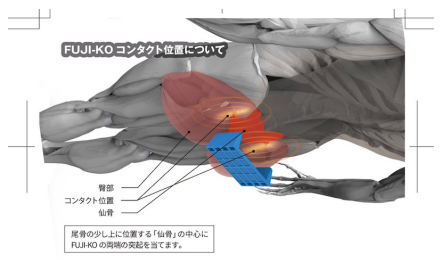 FUJI-KO コンタクト位置について
臀部
コンタクト位置
仙骨
尾骨の少し上に位置する「仙骨」の中心に
FUJI-KO の両端の突起を当てます。